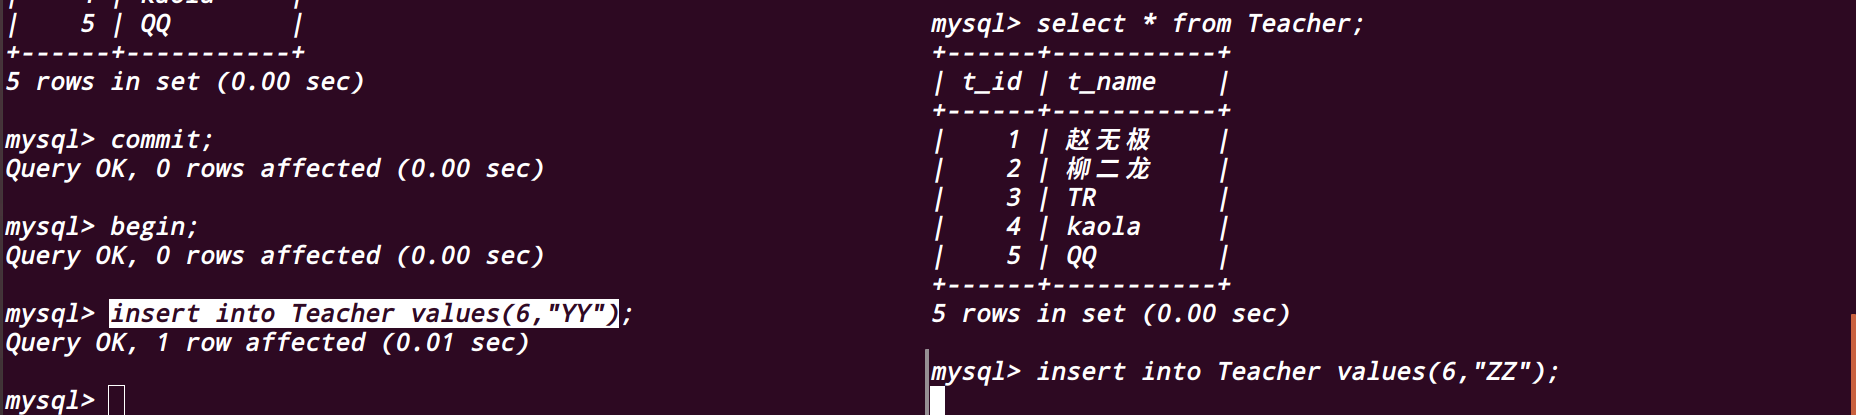 |    4 | kaola     |
|    5 | QQ        |
+------+-----------+
5 rows in set (0.00 sec)
mysql> commit;
Query OK, 0 rows affected (0.00 sec)
mysql> begin;
Query OK, 0 rows affected (0.00 sec)
mysql> insert into Teacher values(6,"YY");
Query OK, 1 row affected (0.01 sec)
mysql>
mysql> select * from Teacher;
+------+-----------+
| t_id | t_name    |
+------+-----------+
|    1 | 赵无极    |
|    2 | 柳二龙    |
|    3 | TR        |
|    4 | kaola     |
|    5 | QQ        |
+------+-----------+
5 rows in set (0.00 sec)
mysql> insert into Teacher values(6,"ZZ");